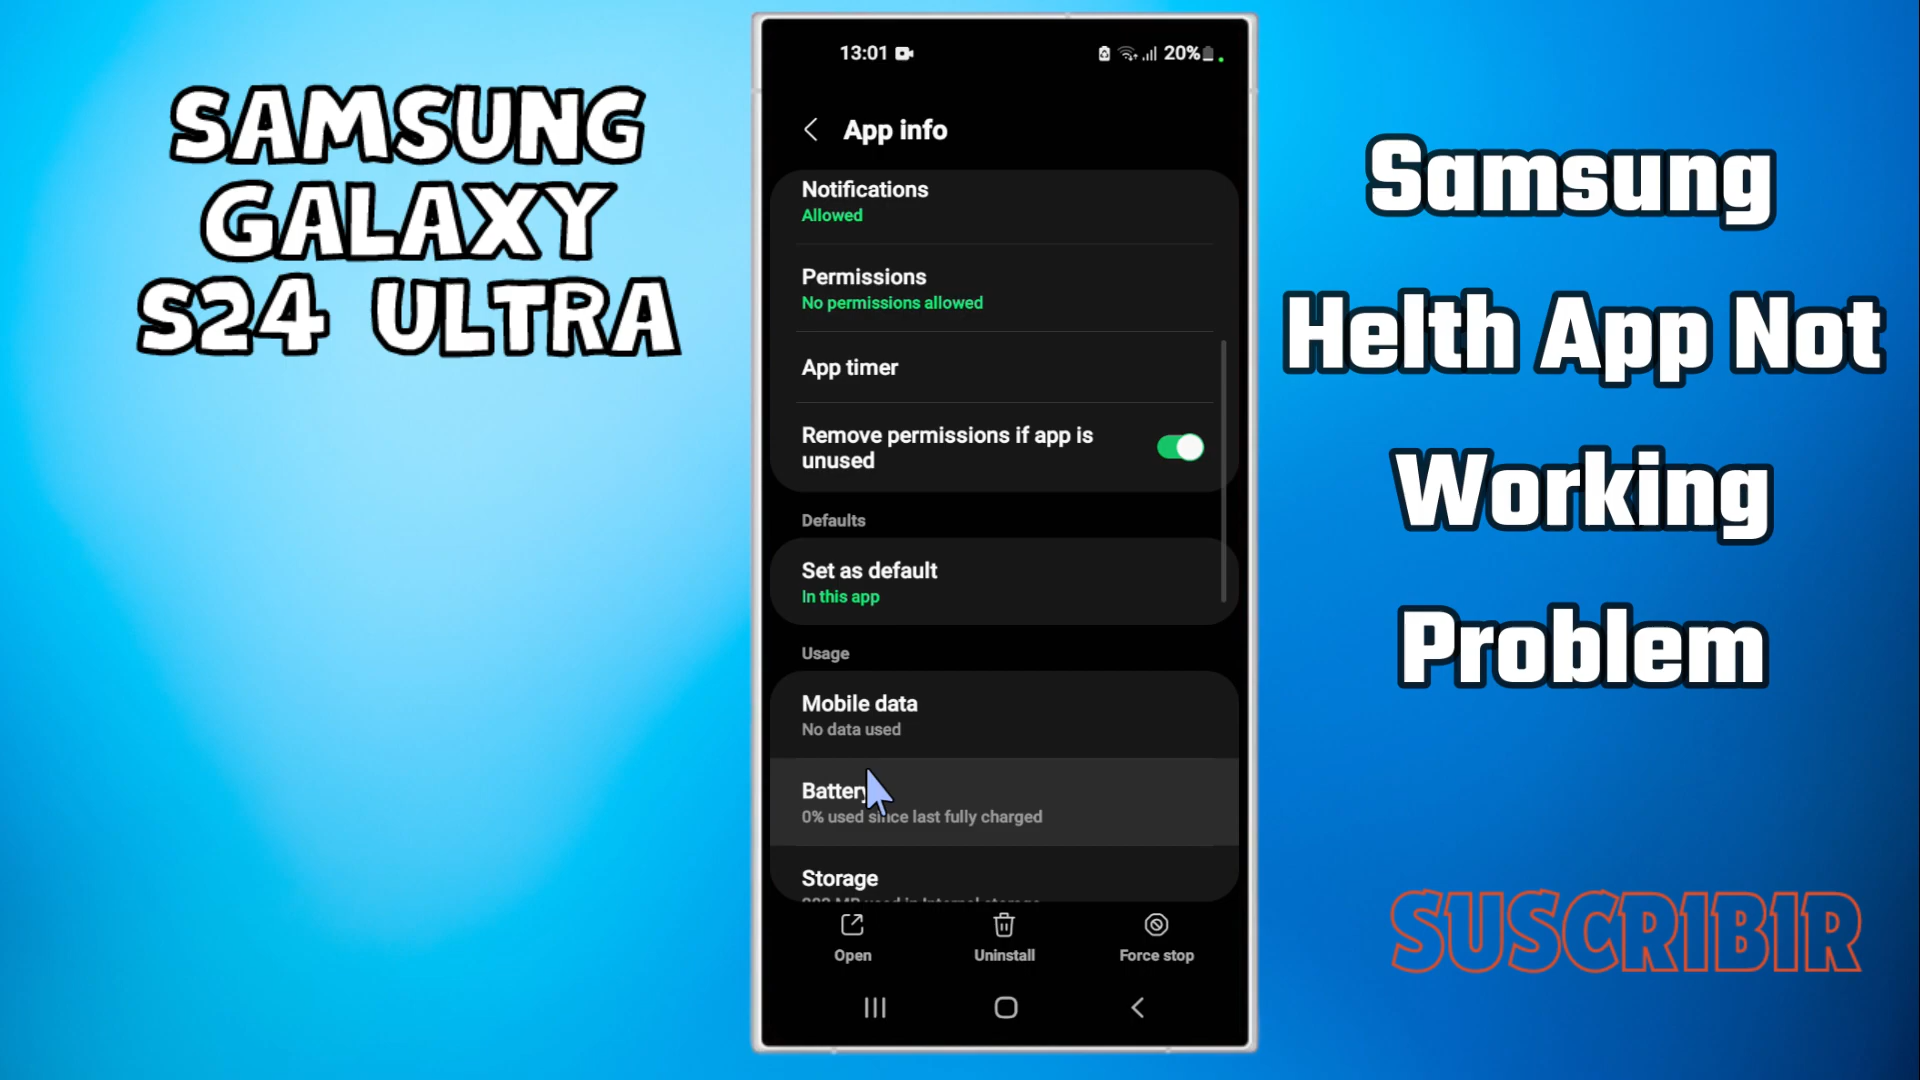 SAMSUNG
GALAXY
S24 ULTRA
13:01
20%
App info
Notifications
Allowed
Permissions
No permissions allowed
App timer
Remove permissions if app is
unused
Defaults
Set as default
In this app
Usage
Mobile data
No data used
Battery
0% used since last fully charged
Storage
Open
Uninstall
Force stop
Samsung
Helth App Not
Working
Problem
SUSCRIBIR